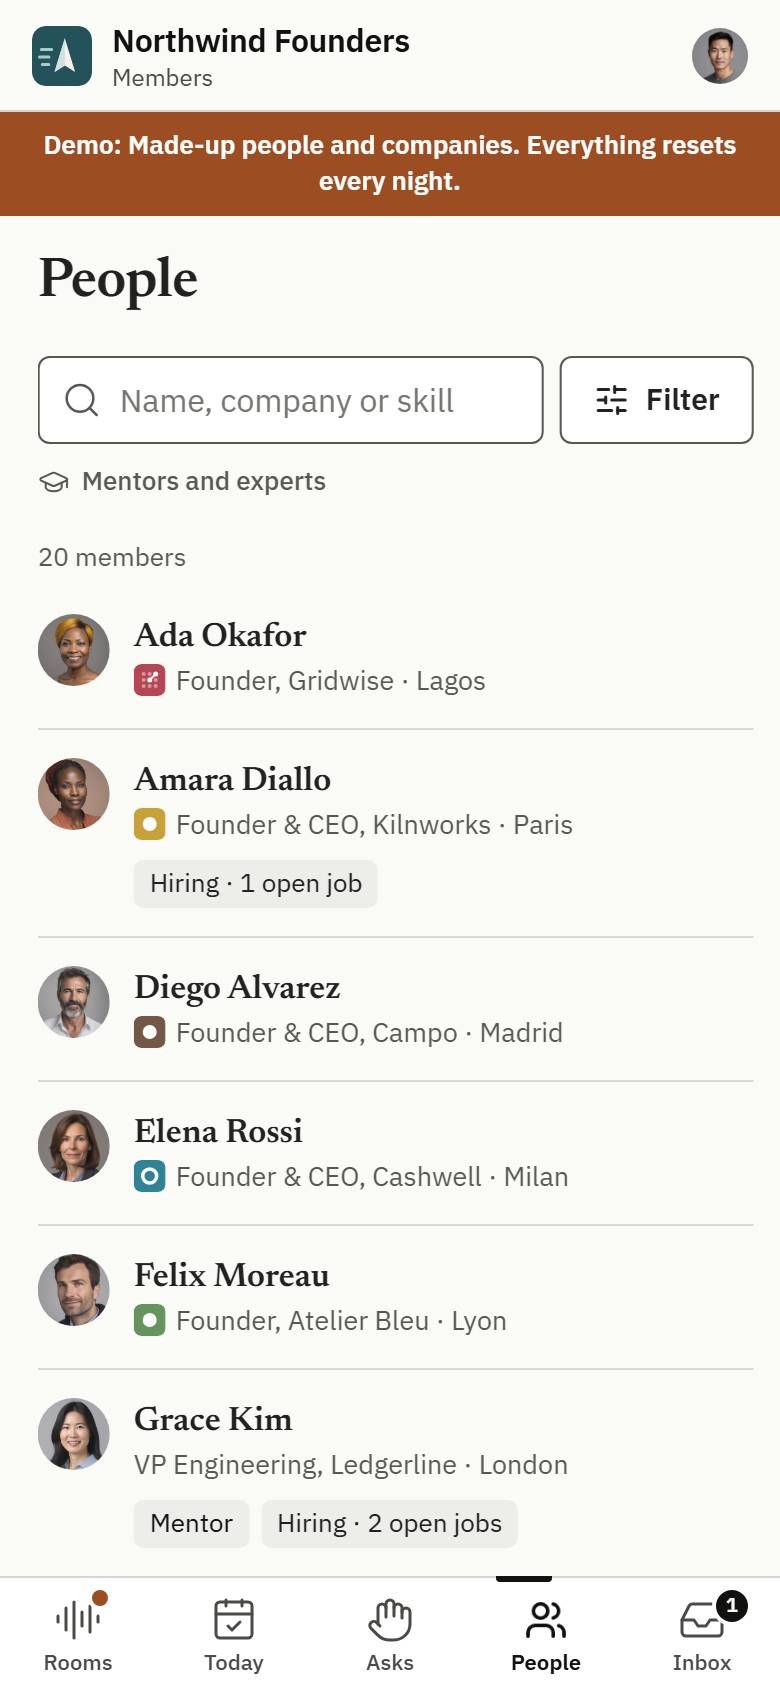 Northwind Founders
Members
Demo: Made-up people and companies. Everything resets
every night.
People
Name, company or skill
Filter
Mentors and experts
20 members
Ada Okafor
Founder, Gridwise · Lagos
Amara Diallo
Founder & CEO, Kilnworks · Paris
Hiring · 1 open job
Diego Alvarez
Founder & CEO, Campo · Madrid
Elena Rossi
Founder & CEO, Cashwell · Milan
Felix Moreau
Founder, Atelier Bleu · Lyon
Grace Kim
VP Engineering, Ledgerline · London
Mentor
Hiring · 2 open jobs
1
Rooms
Today
Asks
People
Inbox